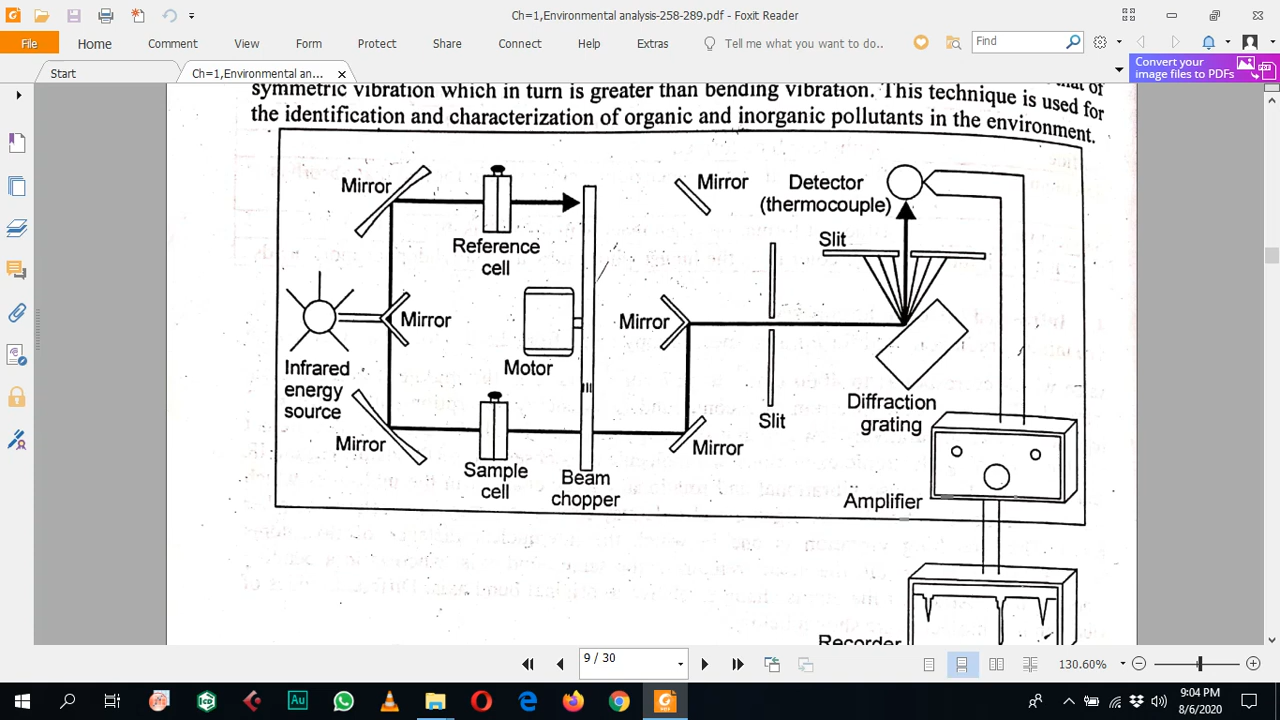 Ch=1,Environmental analysis-258-289.pdf - Foxit Reader
File Home Comment View Form Protect Share Connect Help Extras Tell me what you want to do.. Find
Start Ch=1,Environmental an...
Convert your
image files to PDFs
symmetric vibration which in turn is greater than bending vibration. This technique is used for
the identification and characterization of organic and inorganic pollutants in the environment.
that of
Mirror
Reference
cell
Mirror
Detector
(thermocouple)
Slit
Infrared
energy
source
Mirror
Motor
Mirror
Slit
Diffraction
grating
Mirror
Sample
cell
Beam
chopper
Mirror
Amplifier
Recorder
9 / 30
130.60%
Au
9:04 PM
8/6/2020